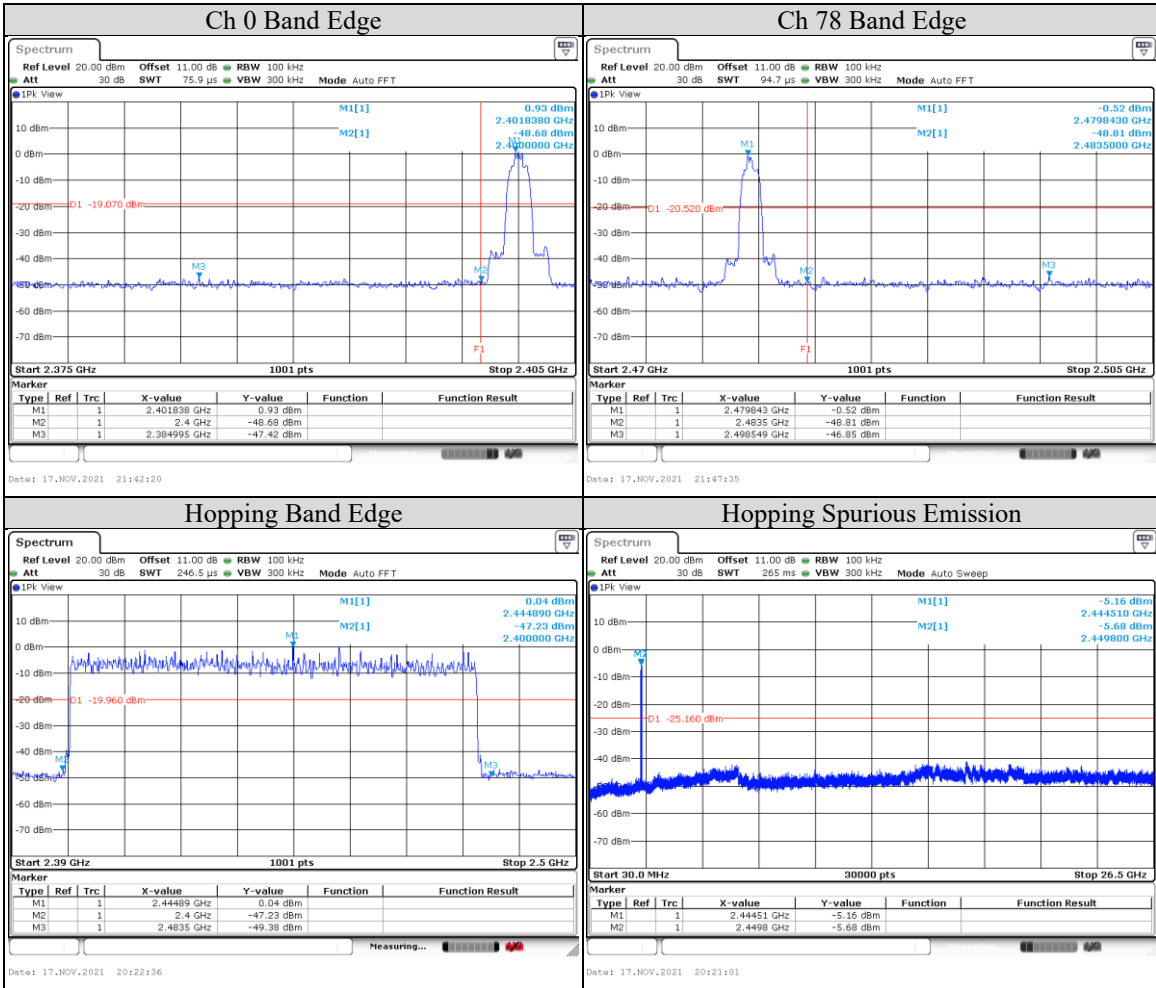 Ch 0 Band Edge
Spectrum
Ref Level 20.00 dBm Offset 11.00 dB RBW 100 kHz
Att 30 dB SWT 75.9 µs VBW 300 kHz Mode Auto FFT
1Pk View
M1[1] 0.93 dBm
2.4018380 GHz
M2[1] -48.68 dBm
2.4000000 GHz
10 dBm
M1
0 dBm
-10 dBm
-20 dBm D1 -19.070 dBm
-30 dBm
-40 dBm
M3 M2
-50 dBm
-60 dBm
-70 dBm
F1
Start 2.375 GHz 1001 pts Stop 2.405 GHz
Marker
Type Ref Trc X-value Y-value Function Function Result
M1 1 2.401838 GHz 0.93 dBm
M2 1 2.4 GHz -48.68 dBm
M3 1 2.384995 GHz -47.42 dBm
Date: 17.NOV.2021 21:42:20
Ch 78 Band Edge
Spectrum
Ref Level 20.00 dBm Offset 11.00 dB RBW 100 kHz
Att 30 dB SWT 94.7 µs VBW 300 kHz Mode Auto FFT
1Pk View
M1[1] -0.52 dBm
2.4798430 GHz
M2[1] -48.81 dBm
2.4835000 GHz
10 dBm
M1
0 dBm
-10 dBm
-20 dBm D1 -20.520 dBm
-30 dBm
-40 dBm
M2 M3
-50 dBm
-60 dBm
-70 dBm
F1
Start 2.47 GHz 1001 pts Stop 2.505 GHz
Marker
Type Ref Trc X-value Y-value Function Function Result
M1 1 2.479843 GHz -0.52 dBm
M2 1 2.4835 GHz -48.81 dBm
M3 1 2.498549 GHz -46.85 dBm
Date: 17.NOV.2021 21:47:35
Hopping Band Edge
Spectrum
Ref Level 20.00 dBm Offset 11.00 dB RBW 100 kHz
Att 30 dB SWT 246.5 µs VBW 300 kHz Mode Auto FFT
1Pk View
M1[1] 0.04 dBm
2.444890 GHz
M2[1] -47.23 dBm
2.400000 GHz
10 dBm
M1
0 dBm
-10 dBm
-20 dBm D1 -19.960 dBm
-30 dBm
-40 dBm
M2 M3
-50 dBm
-60 dBm
-70 dBm
Start 2.39 GHz 1001 pts Stop 2.5 GHz
Marker
Type Ref Trc X-value Y-value Function Function Result
M1 1 2.44489 GHz 0.04 dBm
M2 1 2.4 GHz -47.23 dBm
M3 1 2.4835 GHz -49.38 dBm
Measuring...
Date: 17.NOV.2021 20:22:36
Hopping Spurious Emission
Spectrum
Ref Level 20.00 dBm Offset 11.00 dB RBW 100 kHz
Att 30 dB SWT 265 ms VBW 300 kHz Mode Auto Sweep
1Pk View
M1[1] -5.16 dBm
2.444510 GHz
M2[1] -5.68 dBm
2.449800 GHz
10 dBm
0 dBm
-10 dBm
-20 dBm
D1 -25.160 dBm
-30 dBm
-40 dBm
-60 dBm
-70 dBm
Start 30.0 MHz 30000 pts Stop 26.5 GHz
Marker
Type Ref Trc X-value Y-value Function Function Result
M1 1 2.44451 GHz -5.16 dBm
M2 1 2.4498 GHz -5.68 dBm
Date: 17.NOV.2021 20:21:01